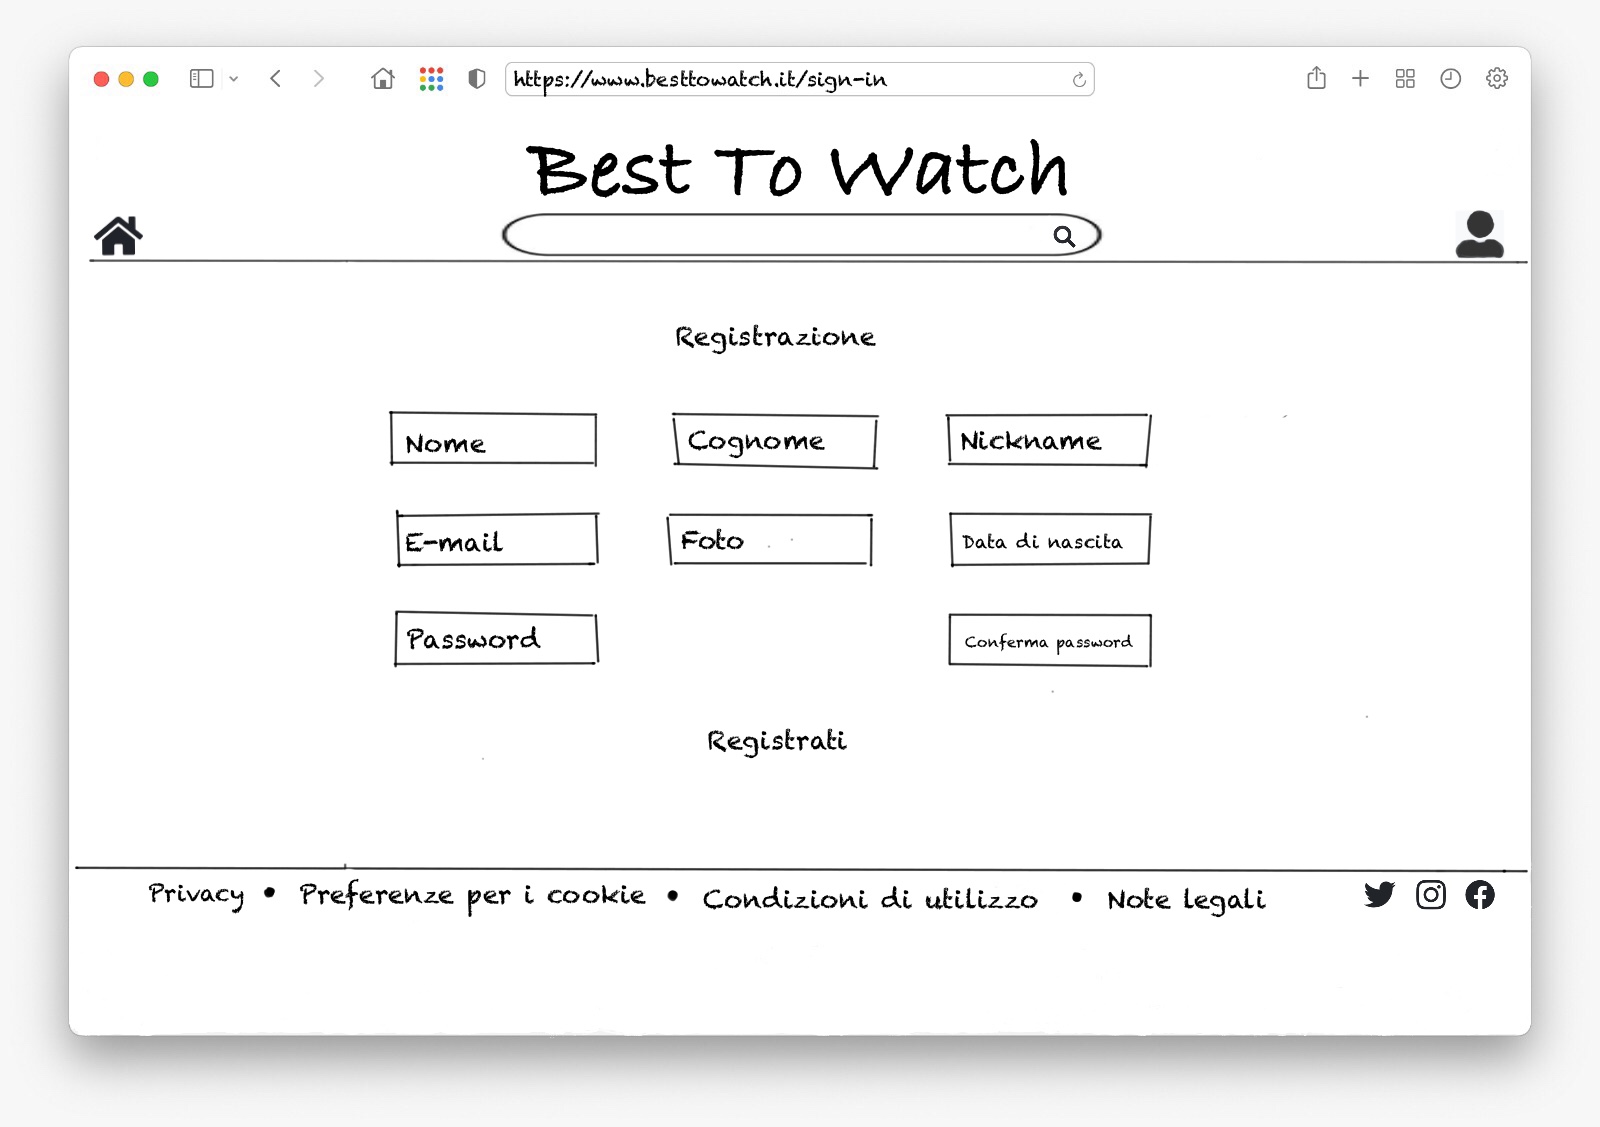 https://www.besttowatch.it/sign-in
Best To Watch
Registrazione
Nome
Cognome
Nickname
E-mail
Foto
Data di nascita
Password
Conferma password
Registrati
Privacy • Preferenze per i cookie • Condizioni di utilizzo • Note legali